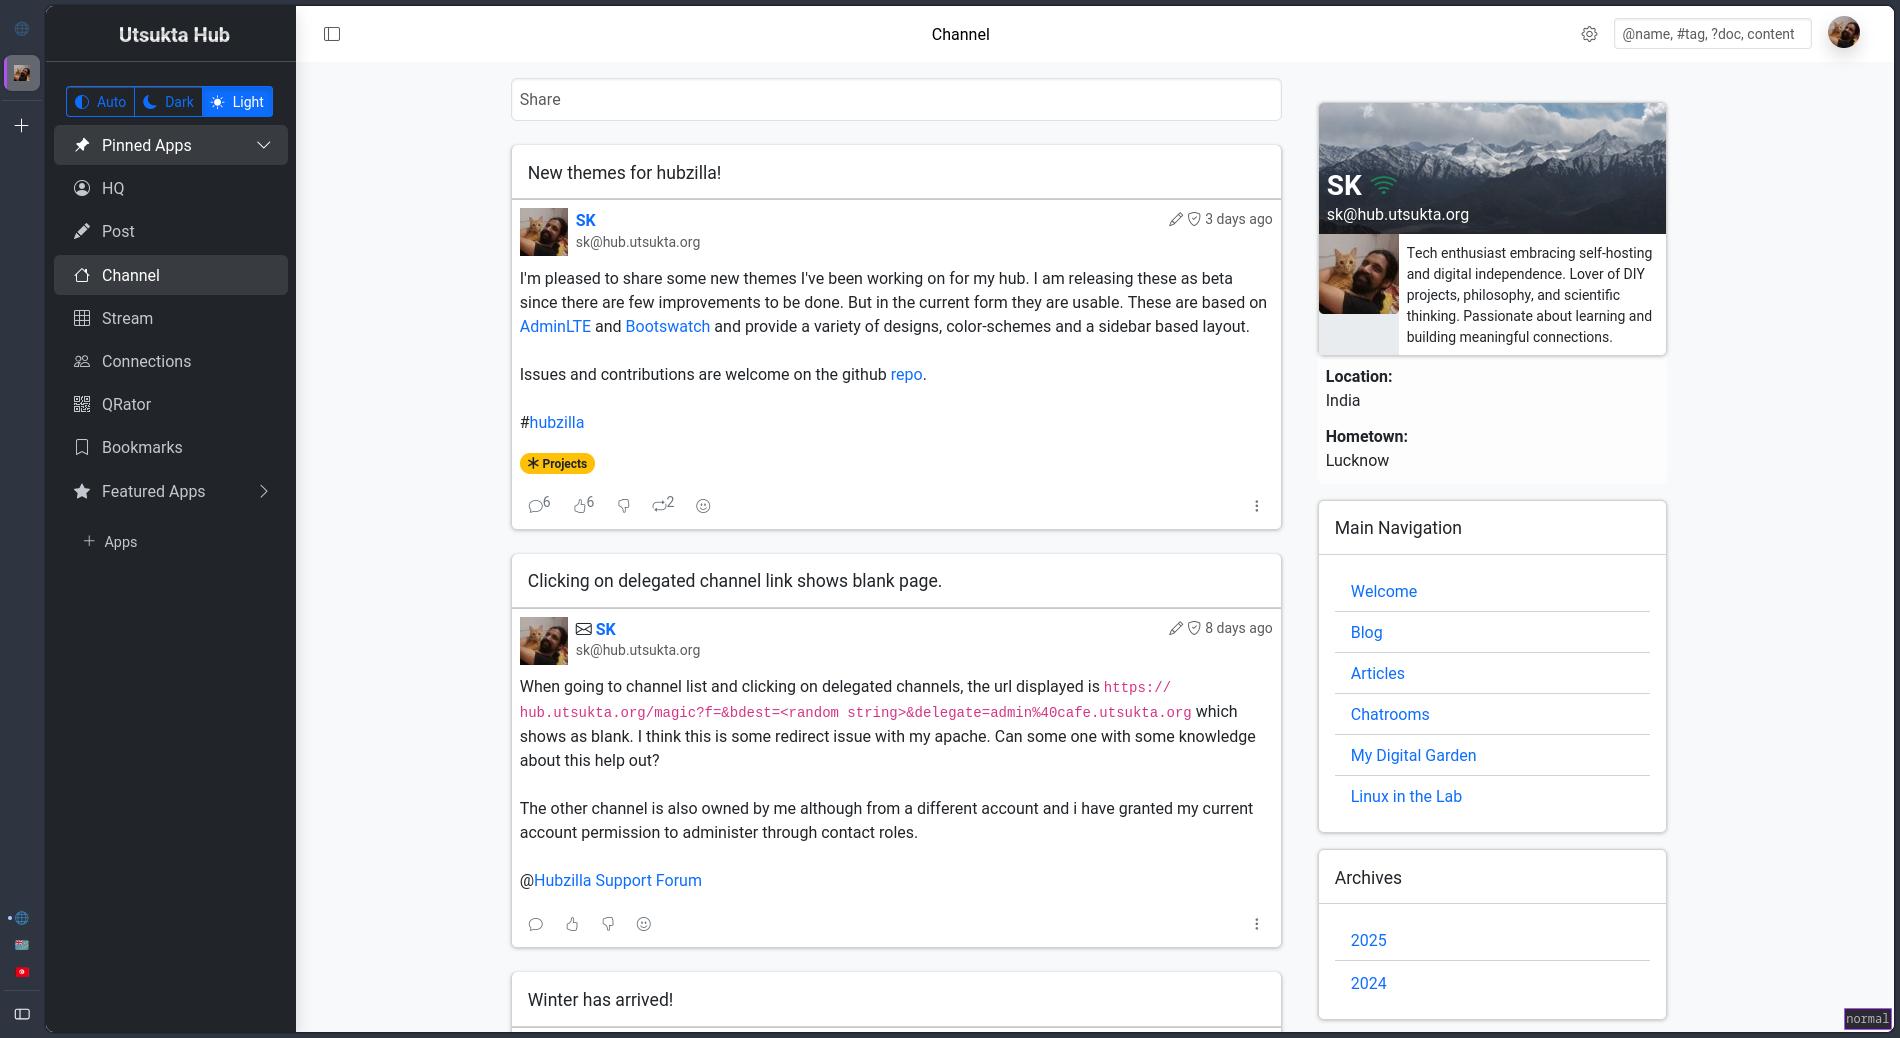 Utsukta Hub
Auto
Dark
Light
Pinned Apps
HQ
Post
Channel
Stream
Connections
QRator
Bookmarks
Featured Apps
+ Apps
Channel
@name, #tag, ?doc, content
Share
New themes for hubzilla!
SK
3 days ago
sk@hub.utsukta.org
I'm pleased to share some new themes I've been working on for my hub. I am releasing these as beta
since there are few improvements to be done. But in the current form they are usable. These are based on
AdminLTE and Bootswatch and provide a variety of designs, color-schemes and a sidebar based layout.
Issues and contributions are welcome on the github repo.
#hubzilla
Projects
6
6
2
Clicking on delegated channel link shows blank page.
SK
8 days ago
sk@hub.utsukta.org
When going to channel list and clicking on delegated channels, the url displayed is https://
hub.utsukta.org/magic?f=&bdest=<random string>&delegate=admin%40cafe.utsukta.org which
shows as blank. I think this is some redirect issue with my apache. Can some one with some knowledge
about this help out?
The other channel is also owned by me although from a different account and i have granted my current
account permission to administer through contact roles.
@Hubzilla Support Forum
Winter has arrived!
SK
sk@hub.utsukta.org
Tech enthusiast embracing self-hosting
and digital independence. Lover of DIY
projects, philosophy, and scientific
thinking. Passionate about learning and
building meaningful connections.
Location:
India
Hometown:
Lucknow
Main Navigation
Welcome
Blog
Articles
Chatrooms
My Digital Garden
Linux in the Lab
Archives
2025
2024
normal